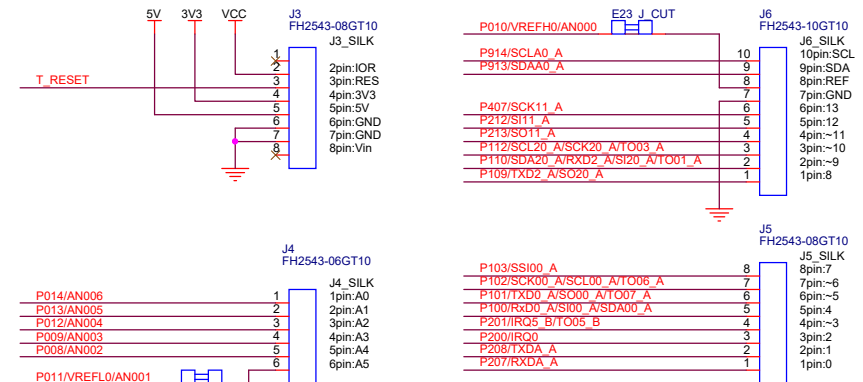 5V 3V3 VCC
J3
FH2543-08GT10
J3_SILK
1
2 2pin:IOR
T_RESET 3 3pin:RES
4 4pin:3V3
5 5pin:5V
6 6pin:GND
7 7pin:GND
8 8pin:Vin
E23 J_CUT
J6
FH2543-10GT10
J6_SILK
P010/VREFH0/AN000
P914/SCLA0_A 10 10pin:SCL
P913/SDAA0_A 9 9pin:SDA
8 8pin:REF
7 7pin:GND
P407/SCK11_A 6 6pin:13
P212/SI11_A 5 5pin:12
P213/SO11_A 4 4pin:~11
P112/SCL20_A/SCK20_A/TO03_A 3 3pin:~10
P110/SDA20_A/RXD2_A/SI20_A/TO01_A 2 2pin:~9
P109/TXD2_A/SO20_A 1 1pin:8
J4
FH2543-06GT10
J4_SILK
P014/AN006 1 1pin:A0
P013/AN005 2 2pin:A1
P012/AN004 3 3pin:A2
P009/AN003 4 4pin:A3
P008/AN002 5 5pin:A4
6 6pin:A5
P011/VREFL0/AN001
J5
FH2543-08GT10
J5_SILK
P103/SSI00_A 8 8pin:7
P102/SCK00_A/SCL00_A/TO06_A 7 7pin:~6
P101/TXD0_A/SO00_A/TO07_A 6 6pin:~5
P100/RxD0_A/SI00_A/SDA00_A 5 5pin:4
P201/IRQ5_B/TO05_B 4 4pin:~3
P200/IRQ0 3 3pin:2
P208/TXDA_A 2 2pin:1
P207/RXDA_A 1 1pin:0